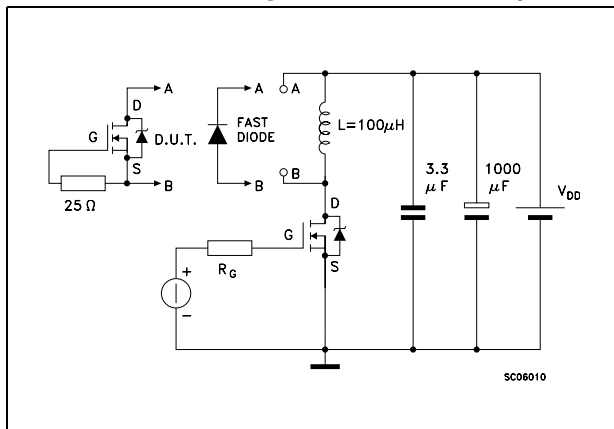 A
A
A
D
G
D.U.T.
FAST
DIODE
L=100μH
S
B
B
B
25 Ω
D
G
S
R_G
+
-
3.3
μF
1000
μF
V_DD
SC06010